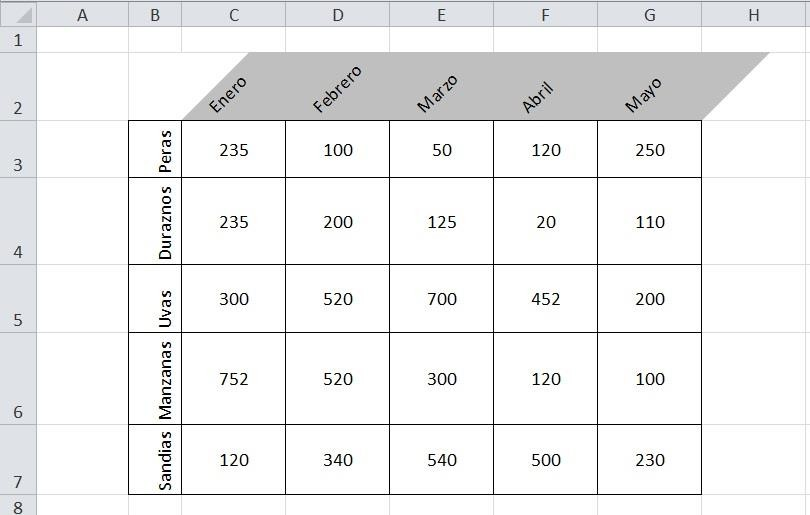 A B C D E F G H
1
2 Enero Febrero Marzo Abril Mayo
3 Peras 235 100 50 120 250
4 Duraznos 235 200 125 20 110
5 Uvas 300 520 700 452 200
6 Manzanas 752 520 300 120 100
7 Sandias 120 340 540 500 230
8